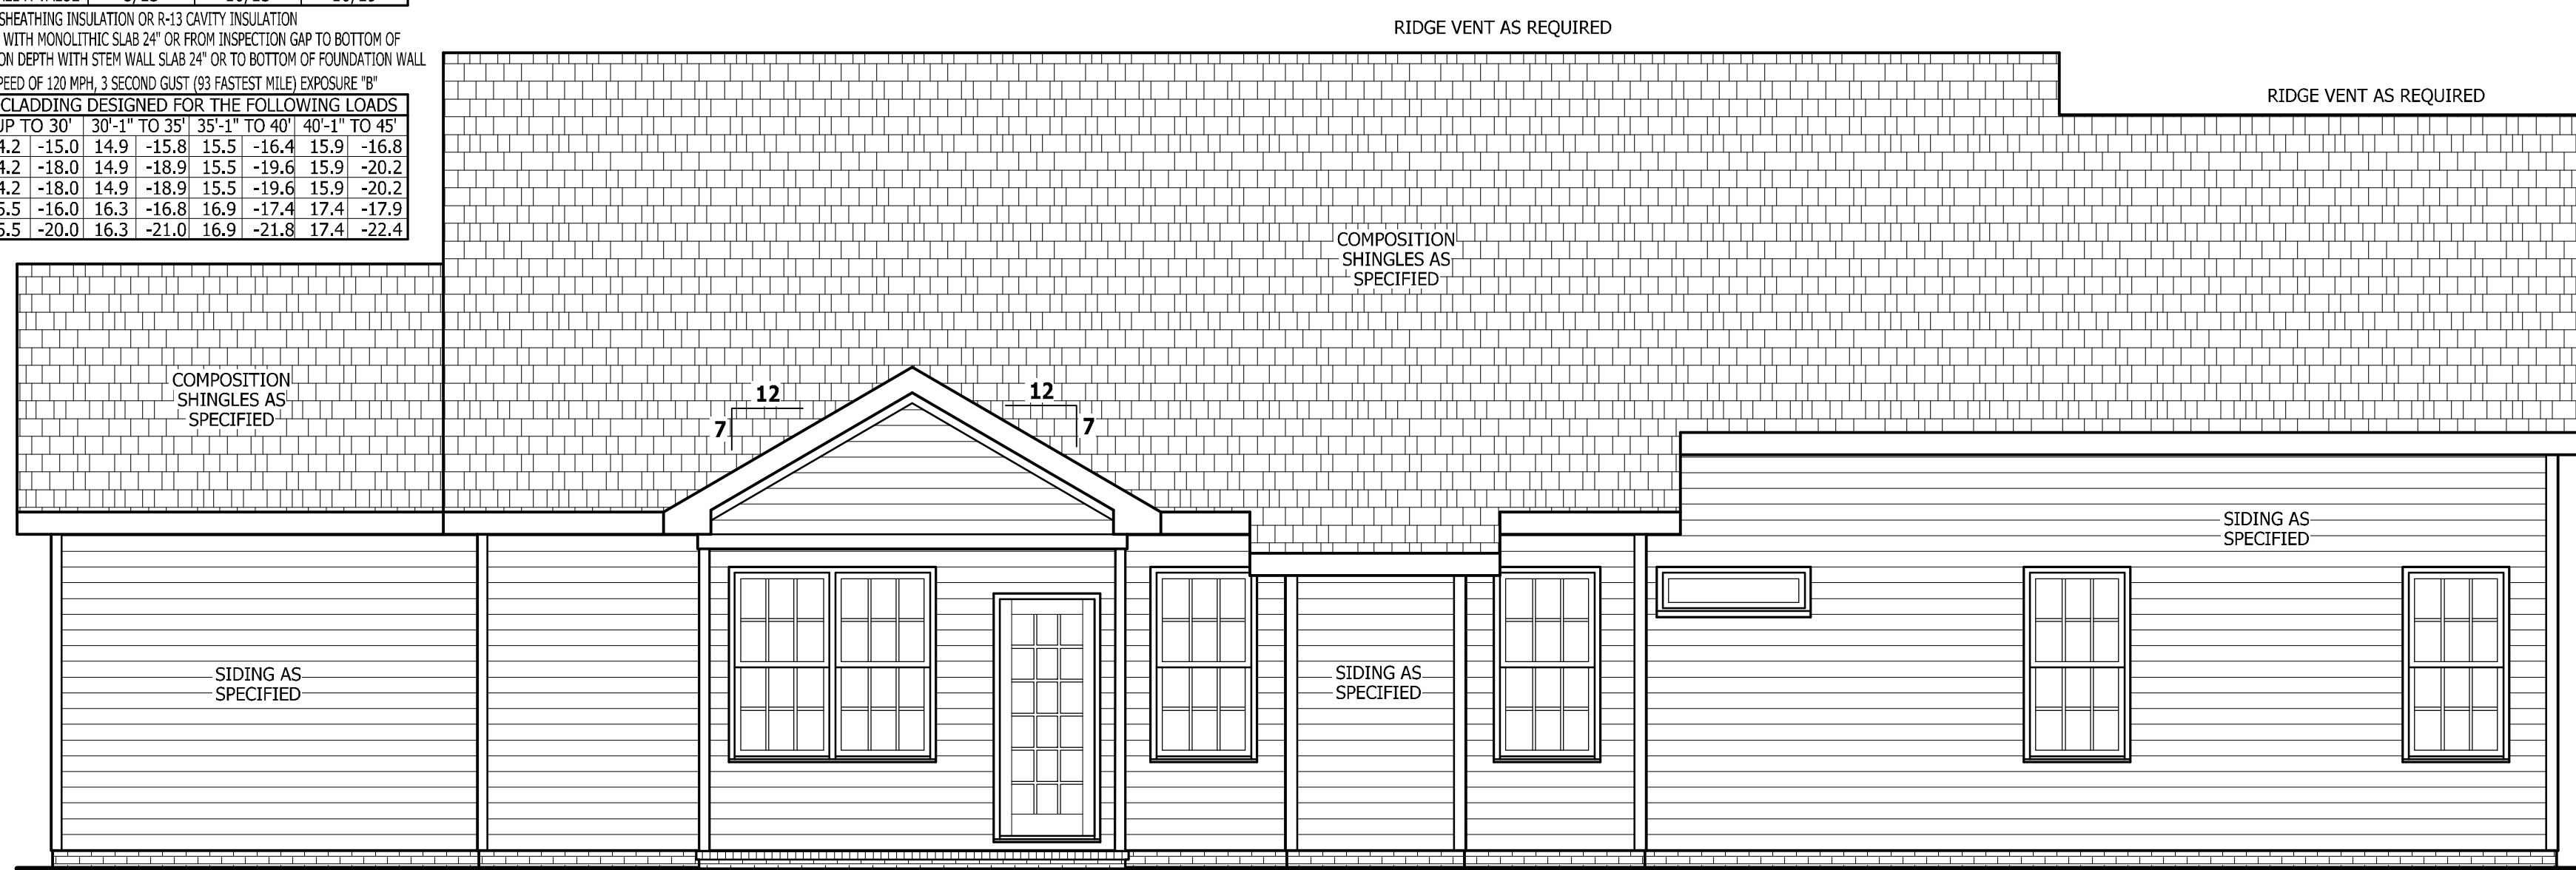 SHEATHING INSULATION OR R-13 CAVITY INSULATION
WITH MONOLITHIC SLAB 24" OR FROM INSPECTION GAP TO BOTTOM OF
DEPTH WITH STEM WALL SLAB 24" OR TO BOTTOM OF FOUNDATION WALL
OF 120 MPH, 3 SECOND GUST (93 FASTEST MILE) EXPOSURE "B"
CLADDING DESIGNED FOR THE FOLLOWING LOADS
TO 30' 30'-1" TO 35' 35'-1" TO 40' 40'-1" TO 45'
-15.0 14.9 -15.8 15.5 -16.4 15.9 -16.8
-18.0 14.9 -18.9 15.5 -19.6 15.9 -20.2
-18.0 14.9 -18.9 15.5 -19.6 15.9 -20.2
-16.0 16.3 -16.8 16.9 -17.4 17.4 -17.9
-20.0 16.3 -21.0 16.9 -21.8 17.4 -22.4
RIDGE VENT AS REQUIRED
RIDGE VENT AS REQUIRED
COMPOSITION
SHINGLES AS
SPECIFIED
COMPOSITION
SHINGLES AS
SPECIFIED
12
7
12
7
SIDING AS
SPECIFIED
SIDING AS
SPECIFIED
SIDING AS
SPECIFIED